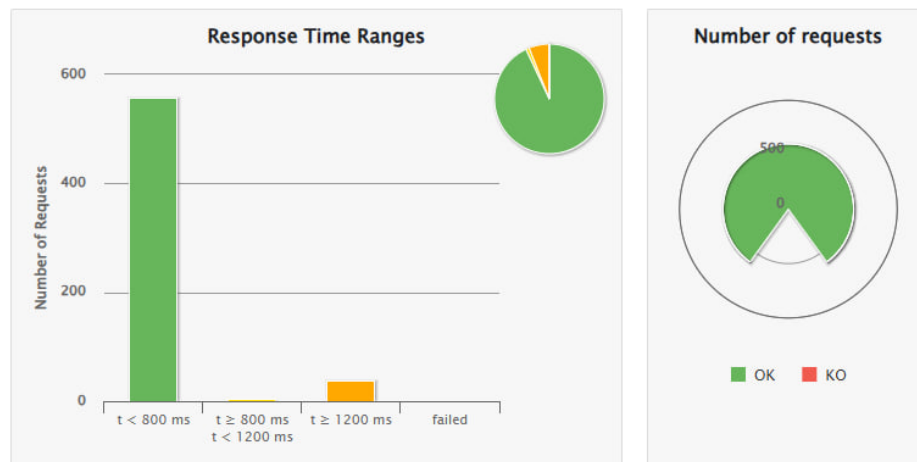 Response Time Ranges
Number of Requests
600
400
200
0
t < 800 ms
t ≥ 800 ms
t < 1200 ms
t ≥ 1200 ms
failed
Number of requests
500
0
OK
KO